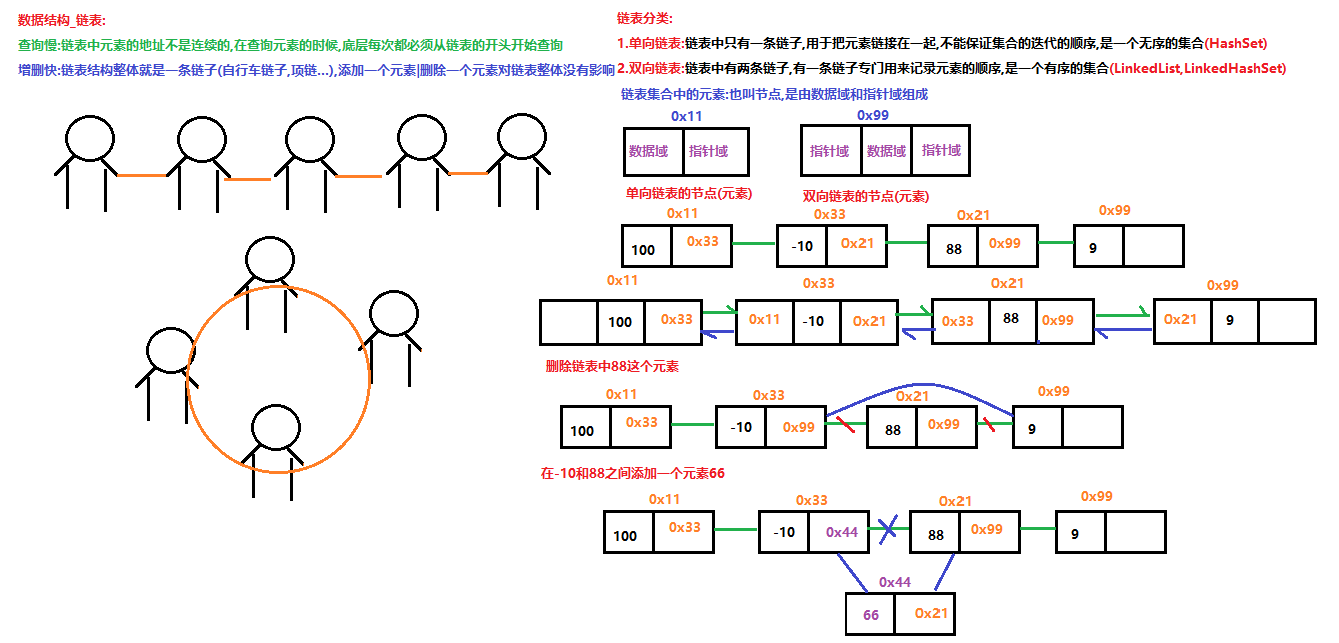 数据结构_链表:
查询慢:链表中元素的地址不是连续的,在查询元素的时候,底层每次都必须从链表的开头开始查询
增删快:链表结构整体就是一条链子(自行车链子,顶链...),添加一个元素|删除一个元素对链表整体没有影响
链表分类:
1.单向链表:链表中只有一条链子,用于把元素链接在一起,不能保证集合的迭代的顺序,是一个无序的集合(HashSet)
2.双向链表:链表中有两条链子,有一条链子专门用来记录元素的顺序,是一个有序的集合(LinkedList,LinkedHashSet)
链表集合中的元素:也叫节点,是由数据域和指针域组成
0x11 0x99
数据域 指针域 指针域 数据域 指针域
单向链表的节点(元素) 双向链表的节点(元素)
0x11 0x33 0x21 0x99
100 0x33 -10 0x21 88 0x99 9
0x11 0x33 0x21 0x99
100 0x33 0x11 -10 0x21 0x33 88 0x99 0x21 9
删除链表中88这个元素
0x11 0x33 0x21 0x99
100 0x33 -10 0x99 88 0x99 9
在-10和88之间添加一个元素66
0x11 0x33 0x21 0x99
100 0x33 -10 0x44 88 0x99 9
0x44
66 0x21